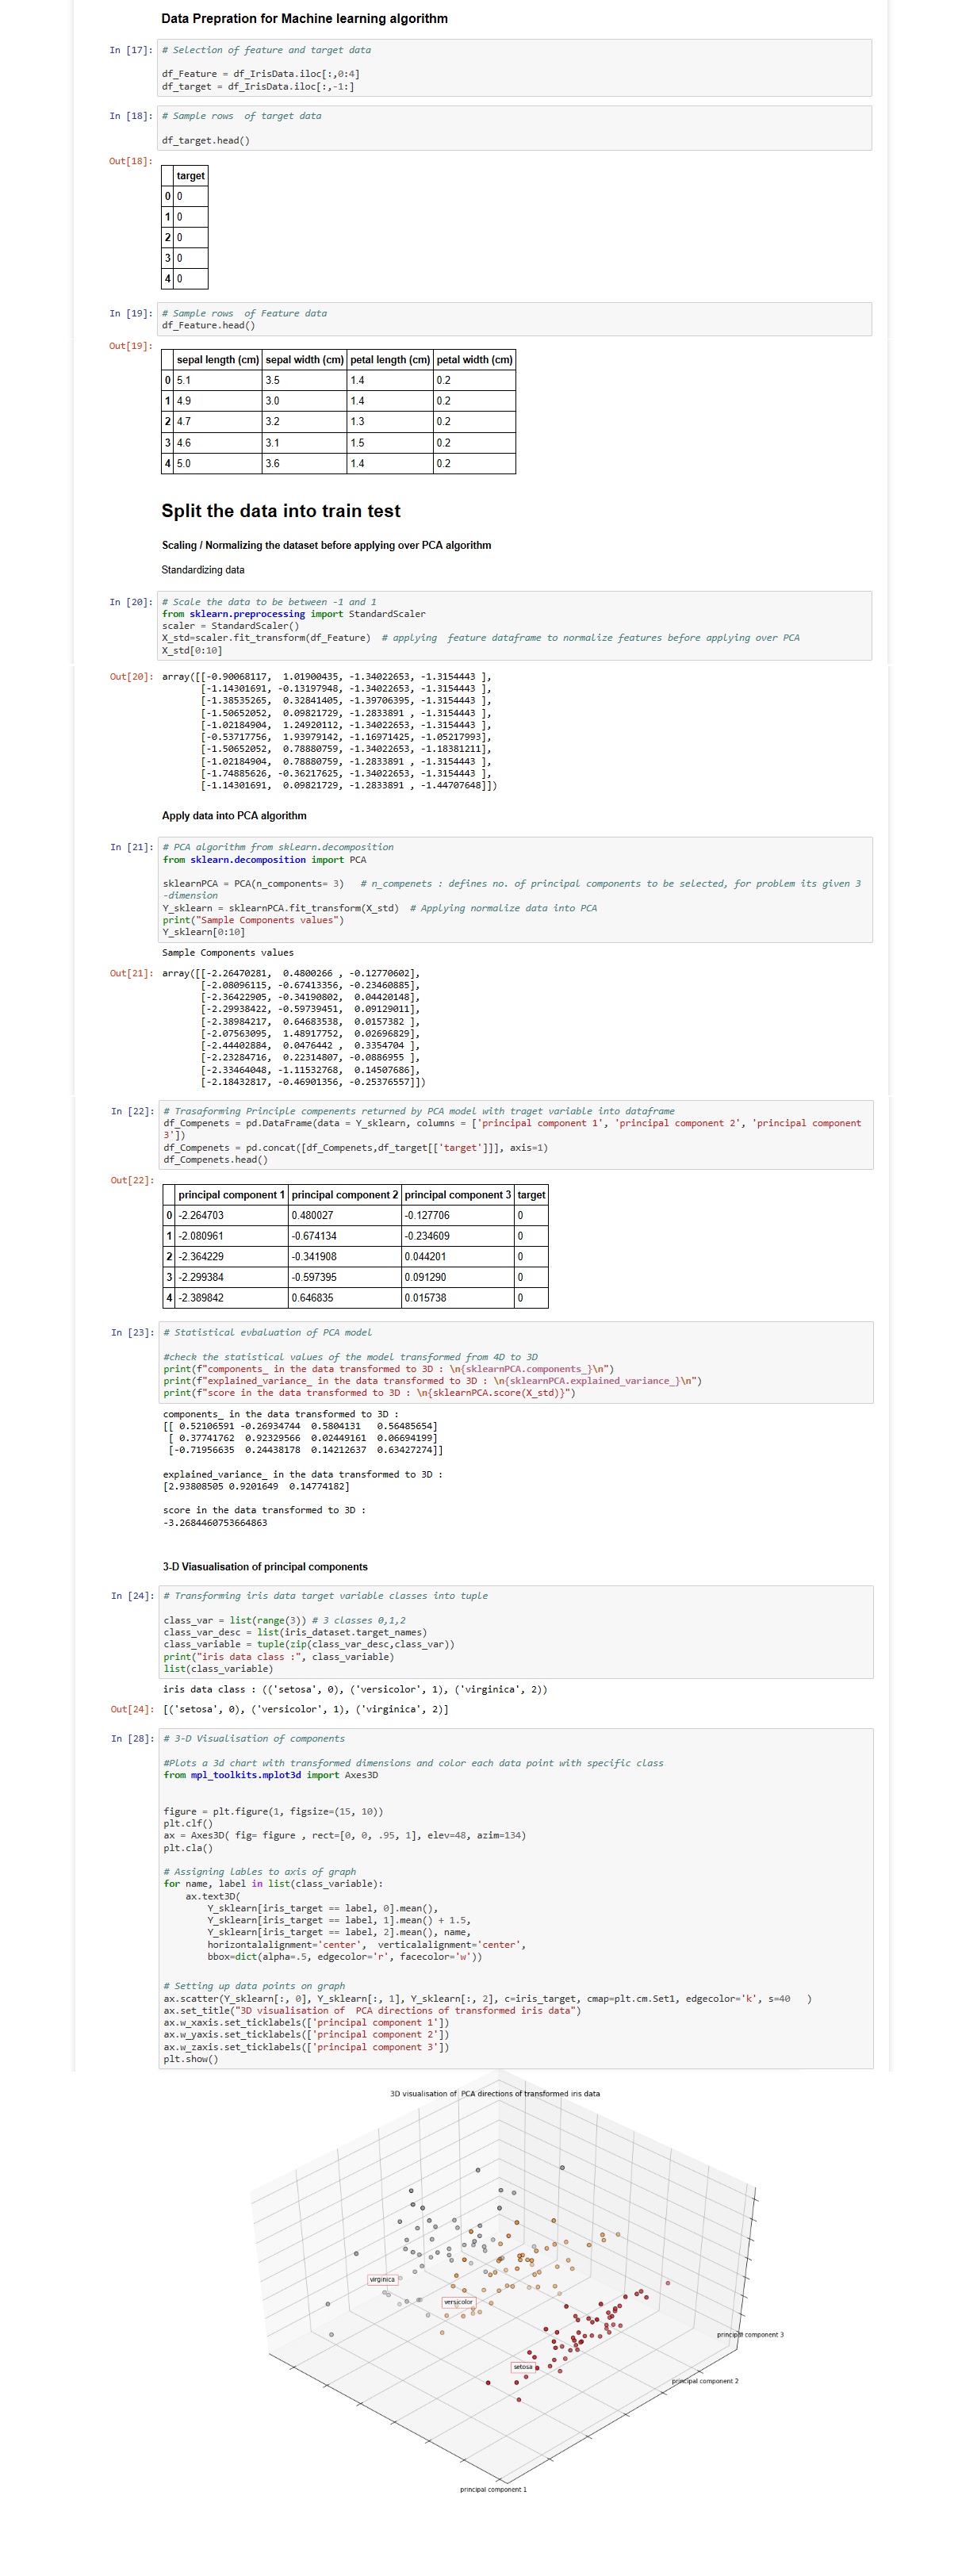 Data Prepration for Machine learning algorithm
In [17]: # Selection of feature and target data
df_Feature = df_IrisData.iloc[:,0:4]
df_target = df_IrisData.iloc[:,-1:]
In [18]: # Sample rows  of target data
df_target.head()
Out[18]:
target
0 0
1 0
2 0
3 0
4 0
In [19]: # Sample rows  of Feature data
df_Feature.head()
Out[19]:
sepal length (cm) sepal width (cm) petal length (cm) petal width (cm)
0 5.1 3.5 1.4 0.2
1 4.9 3.0 1.4 0.2
2 4.7 3.2 1.3 0.2
3 4.6 3.1 1.5 0.2
4 5.0 3.6 1.4 0.2
Split the data into train test
Scaling / Normalizing the dataset before applying over PCA algorithm
Standardizing data
In [20]: # Scale the data to be between -1 and 1
from sklearn.preprocessing import StandardScaler
scaler = StandardScaler()
X_std=scaler.fit_transform(df_Feature)  # applying  feature dataframe to normalize features before applying over PCA
X_std[0:10]
Out[20]: array([[-0.90068117,  1.01900435, -1.34022653, -1.3154443 ],
[-1.14301691, -0.13197948, -1.34022653, -1.3154443 ],
[-1.38535265,  0.32841405, -1.39706395, -1.3154443 ],
[-1.50652052,  0.09821729, -1.2833891 , -1.3154443 ],
[-1.02184904,  1.24920112, -1.34022653, -1.3154443 ],
[-0.53717756,  1.93979142, -1.16971425, -1.05217993],
[-1.50652052,  0.78880759, -1.34022653, -1.18381211],
[-1.02184904,  0.78880759, -1.2833891 , -1.3154443 ],
[-1.74885626, -0.36217625, -1.34022653, -1.3154443 ],
[-1.14301691,  0.09821729, -1.2833891 , -1.44707648]])
Apply data into PCA algorithm
In [21]: # PCA algorithm from sklearn.decomposition
from sklearn.decomposition import PCA
sklearnPCA = PCA(n_components= 3)   # n_compenets : defines no. of principal components to be selected, for problem its given 3
-dimension
Y_sklearn = sklearnPCA.fit_transform(X_std)  # Applying normalize data into PCA
print("Sample Components values")
Y_sklearn[0:10]
Sample Components values
Out[21]: array([[-2.26470281,  0.4800266 , -0.12770602],
[-2.08096115, -0.67413356, -0.23460885],
[-2.36422905, -0.34190802,  0.04420148],
[-2.29938422, -0.59739451,  0.09129011],
[-2.38984217,  0.64683538,  0.0157382 ],
[-2.07563095,  1.48917752,  0.02696829],
[-2.44402884,  0.0476442 ,  0.3354704 ],
[-2.23284716,  0.22314807, -0.0886955 ],
[-2.33464048, -1.11532768,  0.14507686],
[-2.18432817, -0.46901356, -0.25376557]])
In [22]: # Trasaforming Principle compenents returned by PCA model with traget variable into dataframe
df_Compenets = pd.DataFrame(data = Y_sklearn, columns = ['principal component 1', 'principal component 2', 'principal component
3'])
df_Compenets = pd.concat([df_Compenets,df_target[['target']]], axis=1)
df_Compenets.head()
Out[22]:
principal component 1 principal component 2 principal component 3 target
0 -2.264703 0.480027 -0.127706 0
1 -2.080961 -0.674134 -0.234609 0
2 -2.364229 -0.341908 0.044201 0
3 -2.299384 -0.597395 0.091290 0
4 -2.389842 0.646835 0.015738 0
In [23]: # Statistical evbaluation of PCA model
#check the statistical values of the model transformed from 4D to 3D
print(f"components_ in the data transformed to 3D : \n{sklearnPCA.components_}\n")
print(f"explained_variance_ in the data transformed to 3D : \n{sklearnPCA.explained_variance_}\n")
print(f"score in the data transformed to 3D : \n{sklearnPCA.score(X_std)}")
components_ in the data transformed to 3D :
[[ 0.52106591 -0.26934744  0.5804131   0.56485654]
[ 0.37741762  0.92329566  0.02449161  0.06694199]
[-0.71956635  0.24438178  0.14212637  0.63427274]]
explained_variance_ in the data transformed to 3D :
[2.93808505 0.9201649  0.14774182]
score in the data transformed to 3D :
-3.2684460753664863
3-D Viasualisation of principal components
In [24]: # Transforming iris data target variable classes into tuple
class_var = list(range(3)) # 3 classes 0,1,2
class_var_desc = list(iris_dataset.target_names)
class_variable = tuple(zip(class_var_desc,class_var))
print("iris data class :", class_variable)
list(class_variable)
iris data class : (('setosa', 0), ('versicolor', 1), ('virginica', 2))
Out[24]: [('setosa', 0), ('versicolor', 1), ('virginica', 2)]
In [28]: # 3-D Visualisation of components
#Plots a 3d chart with transformed dimensions and color each data point with specific class
from mpl_toolkits.mplot3d import Axes3D
figure = plt.figure(1, figsize=(15, 10))
plt.clf()
ax = Axes3D( fig= figure , rect=[0, 0, .95, 1], elev=48, azim=134)
plt.cla()
# Assigning lables to axis of graph
for name, label in list(class_variable):
ax.text3D(
Y_sklearn[iris_target == label, 0].mean(),
Y_sklearn[iris_target == label, 1].mean() + 1.5,
Y_sklearn[iris_target == label, 2].mean(), name,
horizontalalignment='center',  verticalalignment='center',
bbox=dict(alpha=.5, edgecolor='r', facecolor='w'))
# Setting up data points on graph
ax.scatter(Y_sklearn[:, 0], Y_sklearn[:, 1], Y_sklearn[:, 2], c=iris_target, cmap=plt.cm.Set1, edgecolor='k', s=40   )
ax.set_title("3D visualisation of  PCA directions of transformed iris data")
ax.w_xaxis.set_ticklabels(['principal component 1'])
ax.w_yaxis.set_ticklabels(['principal component 2'])
ax.w_zaxis.set_ticklabels(['principal component 3'])
plt.show()
3D visualisation of  PCA directions of transformed iris data
virginica
versicolor
principal component 3
setosa
principal component 2
principal component 1